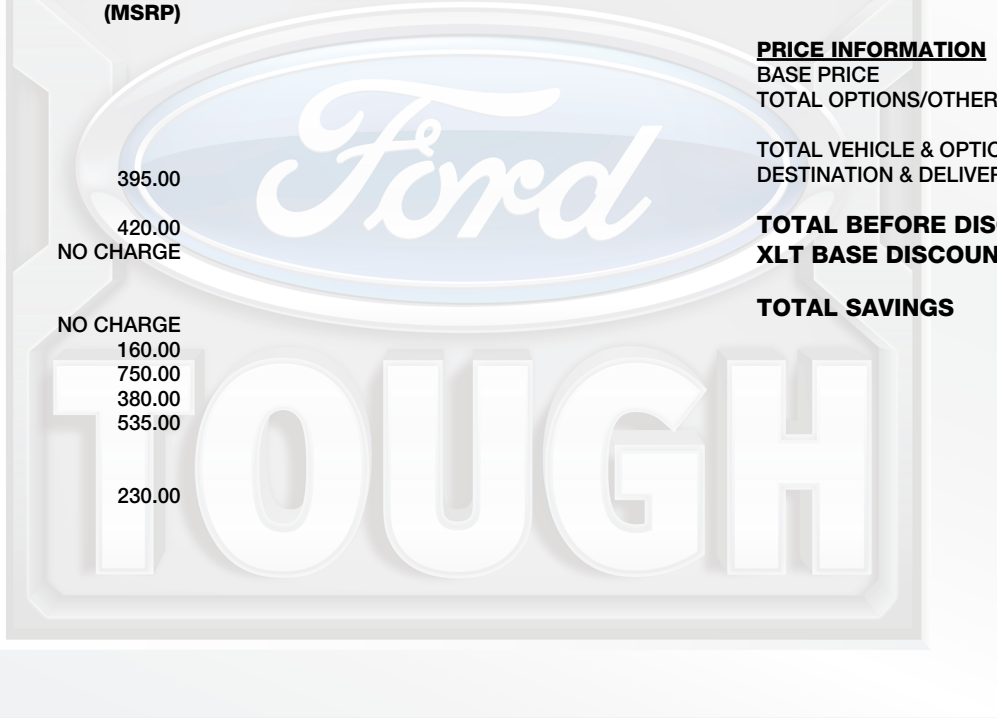 (MSRP)
395.00
420.00
NO CHARGE
NO CHARGE
160.00
750.00
380.00
535.00
230.00
PRICE INFORMATION
BASE PRICE
TOTAL OPTIONS/OTHER
TOTAL VEHICLE & OPTIO
DESTINATION & DELIVER
TOTAL BEFORE DIS
XLT BASE DISCOUN
TOTAL SAVINGS
Ford
TOUGH